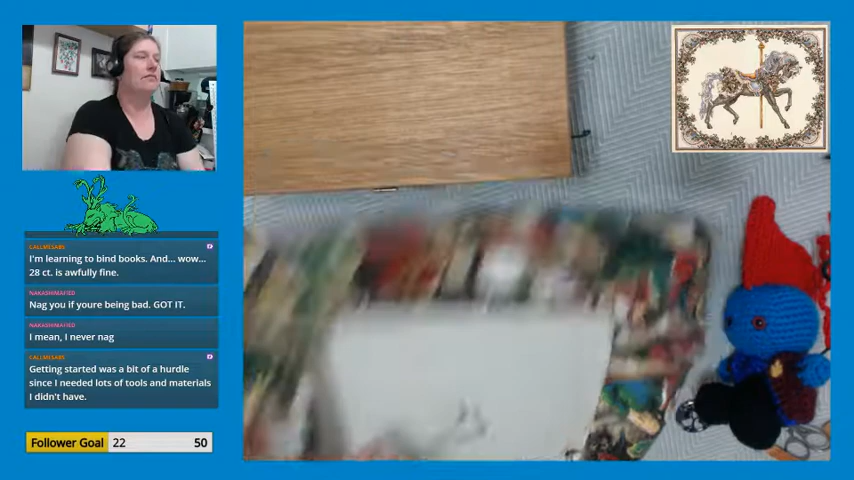 CALLMESABS
I'm learning to bind books. And... wow...
28 ct. is awfully fine.
NAKASHIMAFIED
Nag you if youre being bad. GOT IT.
NAKASHIMAFIED
I mean, I never nag
CALLMESABS
Getting started was a bit of a hurdle
since I needed lots of tools and materials
I didn't have.
Follower Goal 22 50